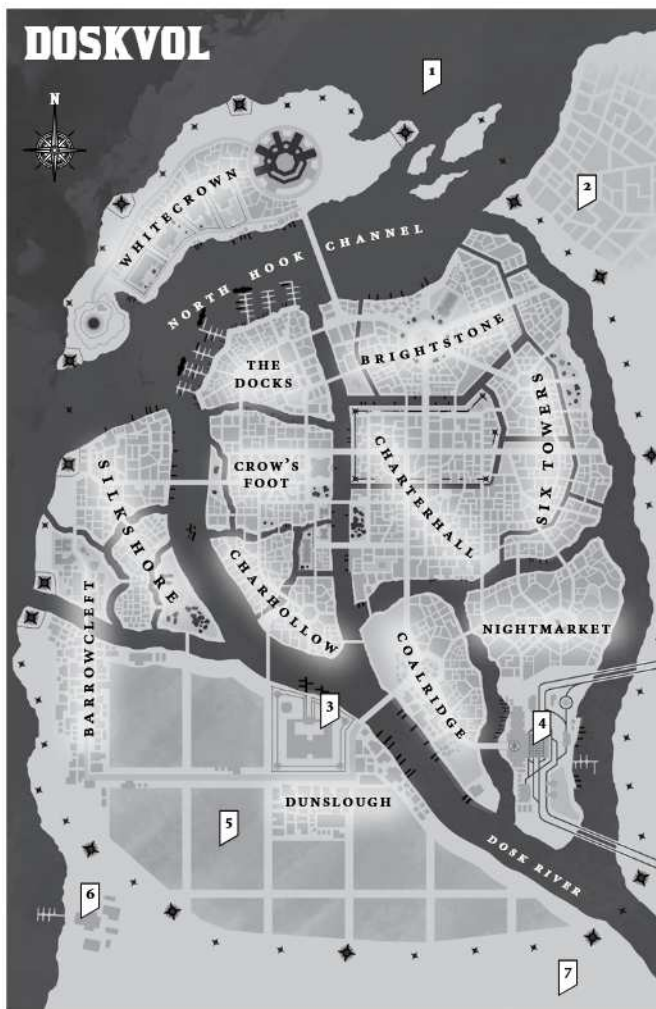 DOSKVOL
N
1
2
WHITECROWN
NORTH HOOK CHANNEL
BRIGHTSTONE
THE
DOCKS
SIX TOWERS
CROW'S
FOOT
CHARTERHALL
SILKSHORE
CHARHOLLOW
NIGHTMARKET
BARROWCLEFT
COALRIDGE
3
4
DUNSLOUGH
5
DOSK RIVER
6
7